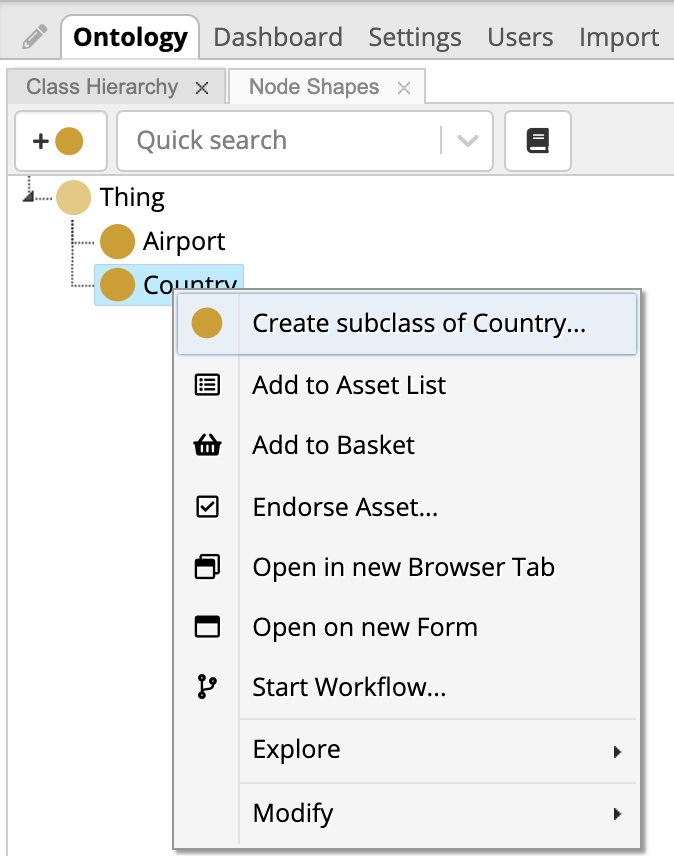 Ontology Dashboard Settings Users Import
Class Hierarchy × Node Shapes ×
+ Quick search
Thing
Airport
Country
Create subclass of Country...
Add to Asset List
Add to Basket
Endorse Asset...
Open in new Browser Tab
Open on new Form
Start Workflow...
Explore
Modify